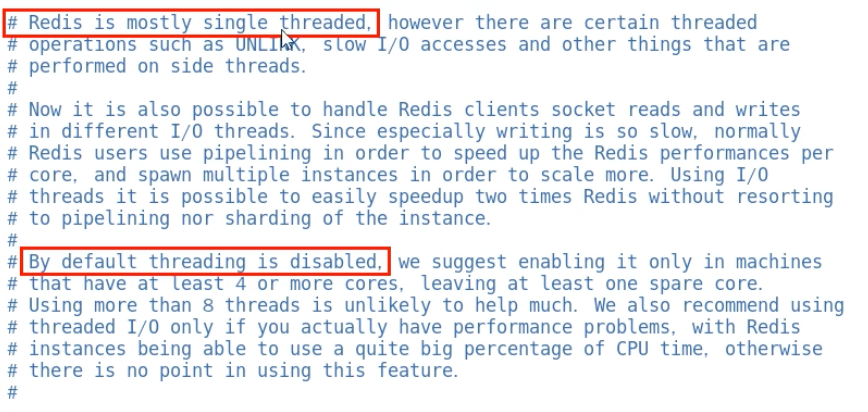 # Redis is mostly single threaded, however there are certain threaded
# operations such as UNLINK, slow I/O accesses and other things that are
# performed on side threads.
#
# Now it is also possible to handle Redis clients socket reads and writes
# in different I/O threads. Since especially writing is so slow, normally
# Redis users use pipelining in order to speed up the Redis performances per
# core, and spawn multiple instances in order to scale more. Using I/O
# threads it is possible to easily speedup two times Redis without resorting
# to pipelining nor sharding of the instance.
#
# By default threading is disabled, we suggest enabling it only in machines
# that have at least 4 or more cores, leaving at least one spare core.
# Using more than 8 threads is unlikely to help much. We also recommend using
# threaded I/O only if you actually have performance problems, with Redis
# instances being able to use a quite big percentage of CPU time, otherwise
# there is no point in using this feature.
#